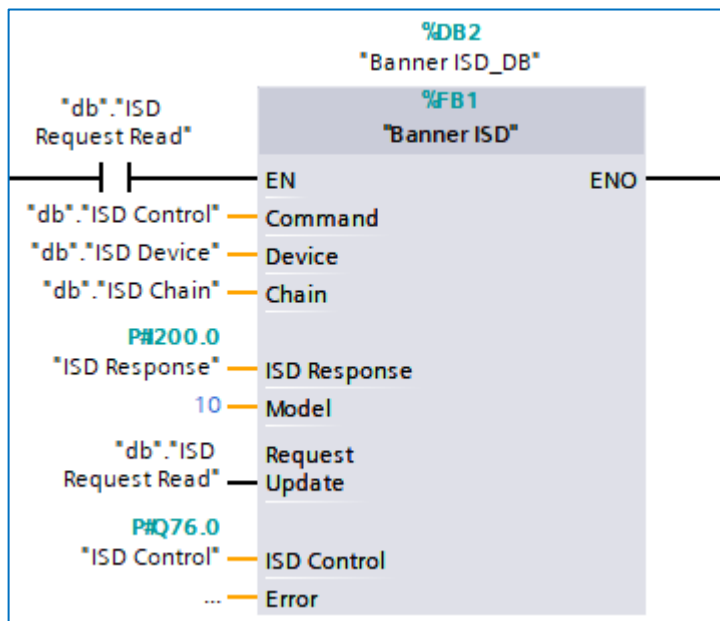 %DB2
"Banner ISD_DB"
%FB1
"Banner ISD"
"db"."ISD
Request Read"
EN
ENO
"db"."ISD Control"
Command
"db"."ISD Device"
Device
"db"."ISD Chain"
Chain
P#I200.0
"ISD Response"
ISD Response
10
Model
"db"."ISD
Request Read"
Request
Update
P#Q76.0
"ISD Control"
ISD Control
...
Error